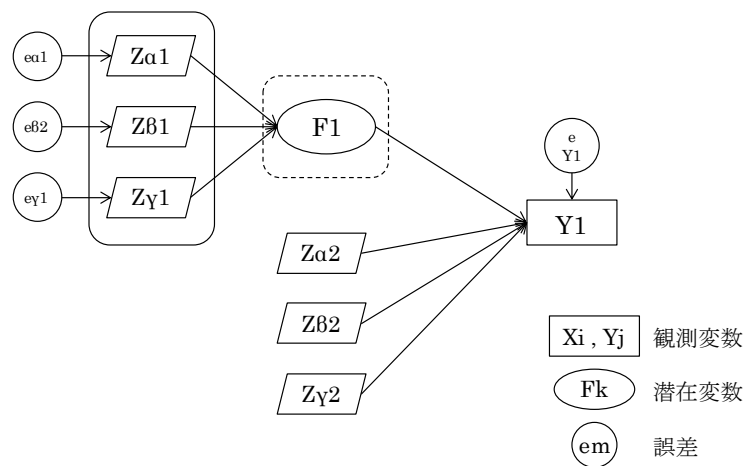 eα1
Zα1
eβ2
Zβ1
F1
eγ1
Zγ1
e
Y1
Y1
Zα2
Zβ2
Zγ2
Xi , Yj 観測変数
Fk 潜在変数
em 誤差